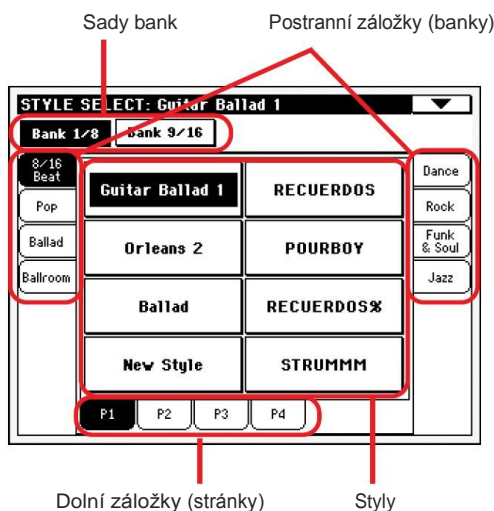 Sady bank
Postranní záložky (banky)
STYLE SELECT: Guitar Ballad 1
Bank 1/8
Bank 9/16
8/16
Beat
Pop
Ballad
Ballroom
Guitar Ballad 1
RECUERDOS
Orleans 2
POURBOY
Ballad
RECUERDOS%
New Style
STRUMMM
Dance
Rock
Funk
& Soul
Jazz
P1
P2
P3
P4
Dolní záložky (stránky)
Styly